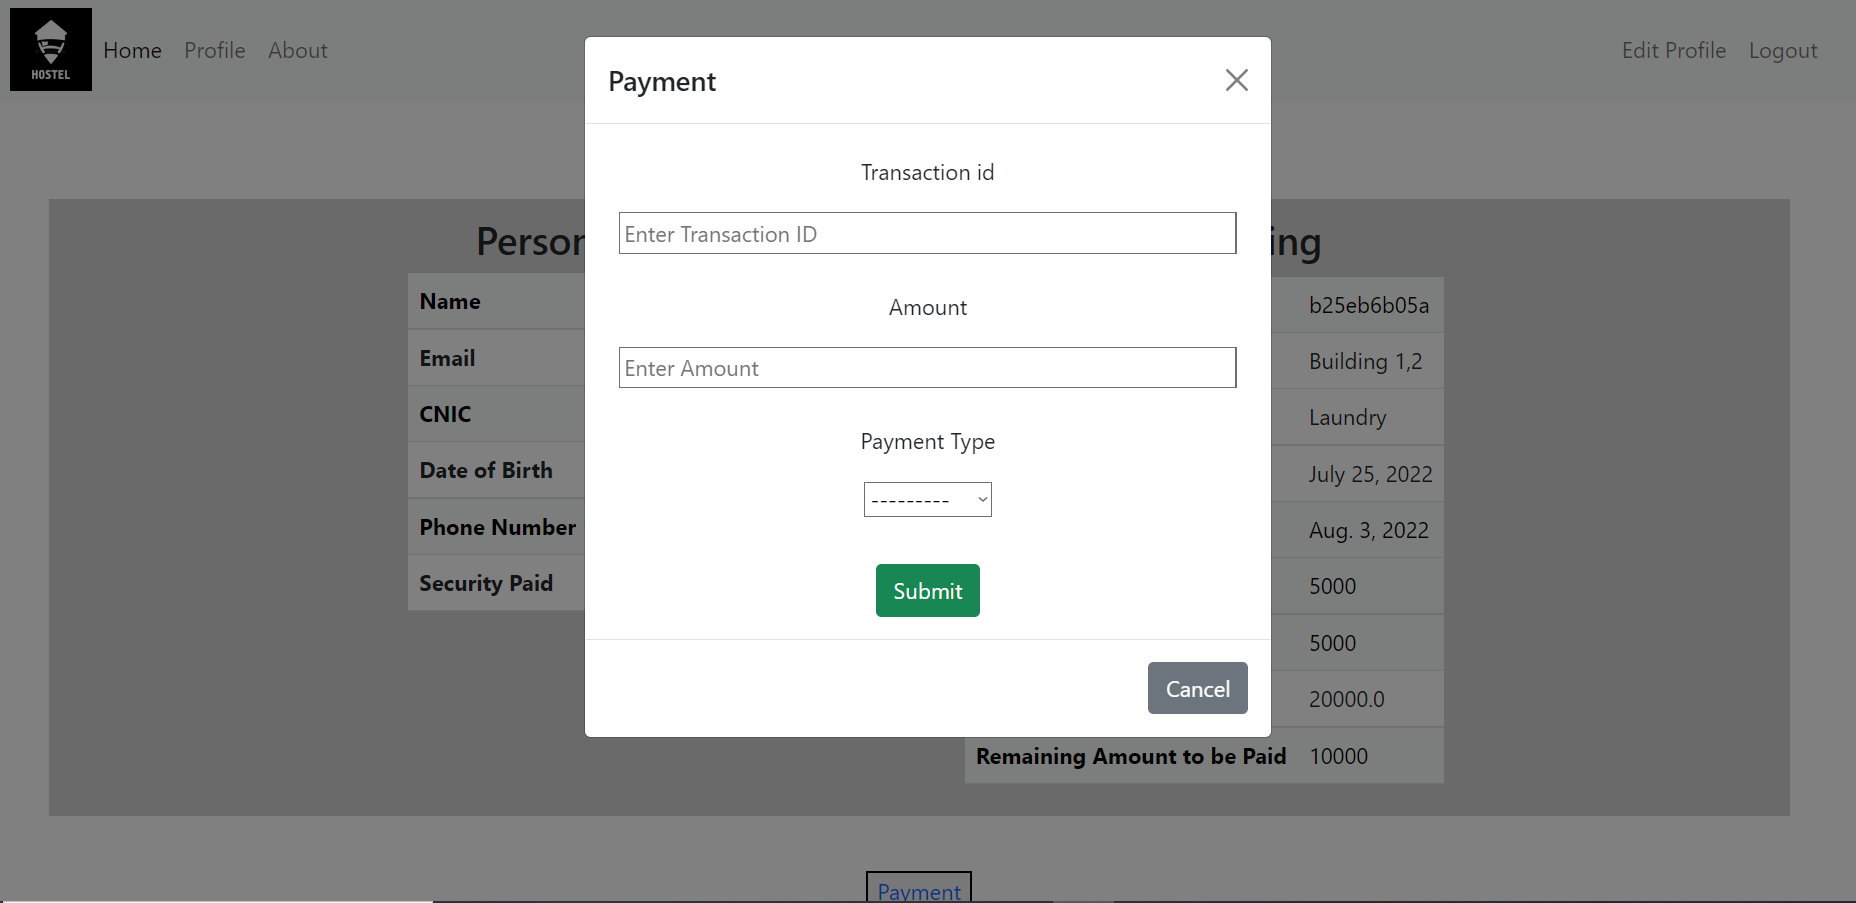 HOSTEL
Home Profile About
Edit Profile Logout
Payment
Transaction id
Enter Transaction ID
Amount
Enter Amount
Payment Type
---------
Submit
Cancel
Name
Email
CNIC
Date of Birth
Phone Number
Security Paid
b25eb6b05a
Building 1,2
Laundry
July 25, 2022
Aug. 3, 2022
5000
5000
20000.0
Remaining Amount to be Paid 10000
Payment